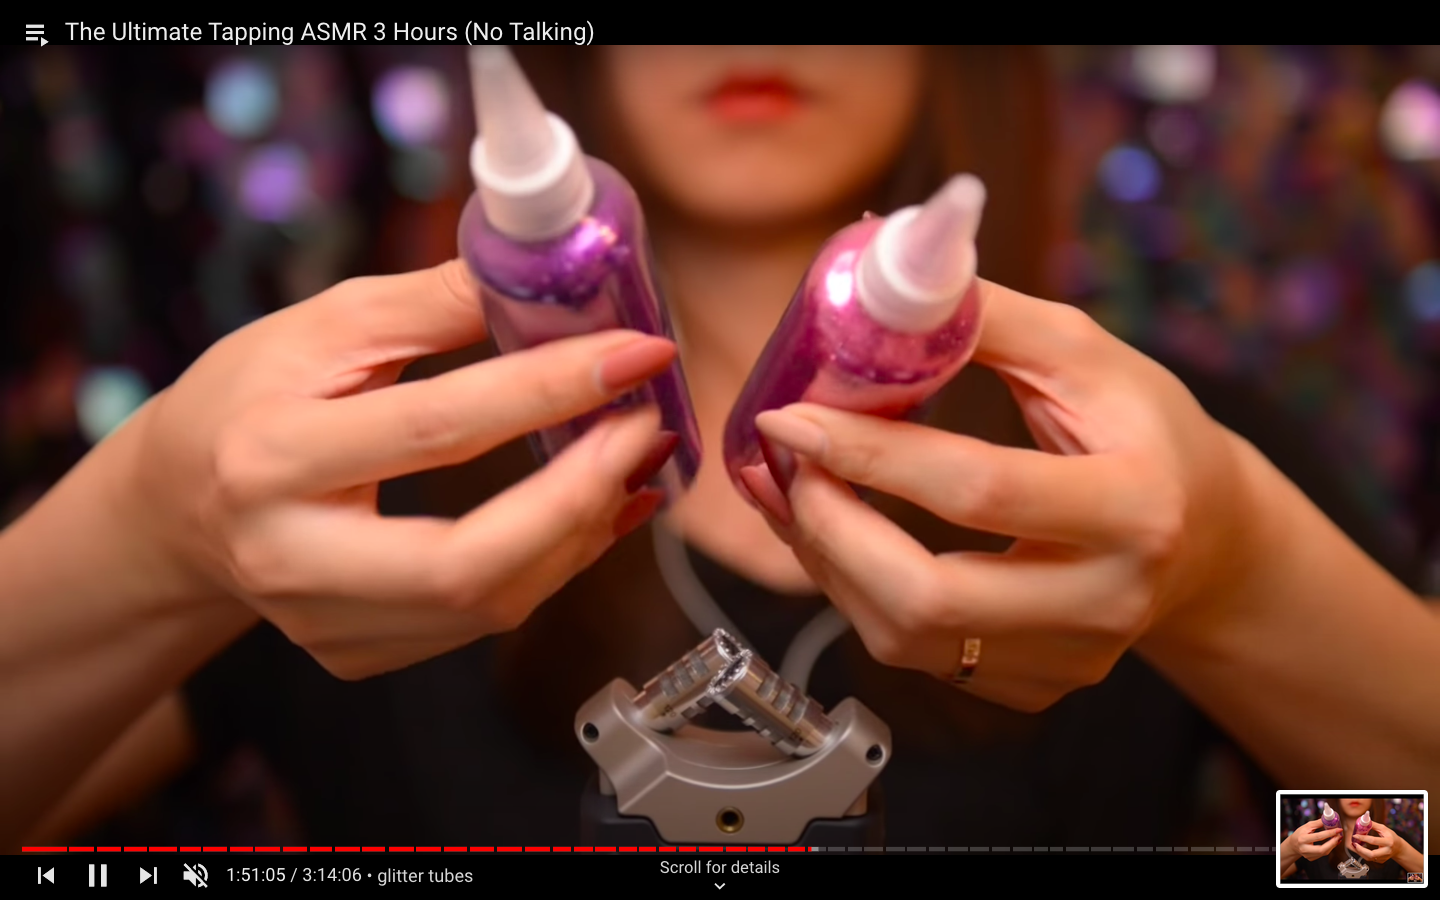 The Ultimate Tapping ASMR 3 Hours (No Talking)
Scroll for details
1:51:05 / 3:14:06 • glitter tubes